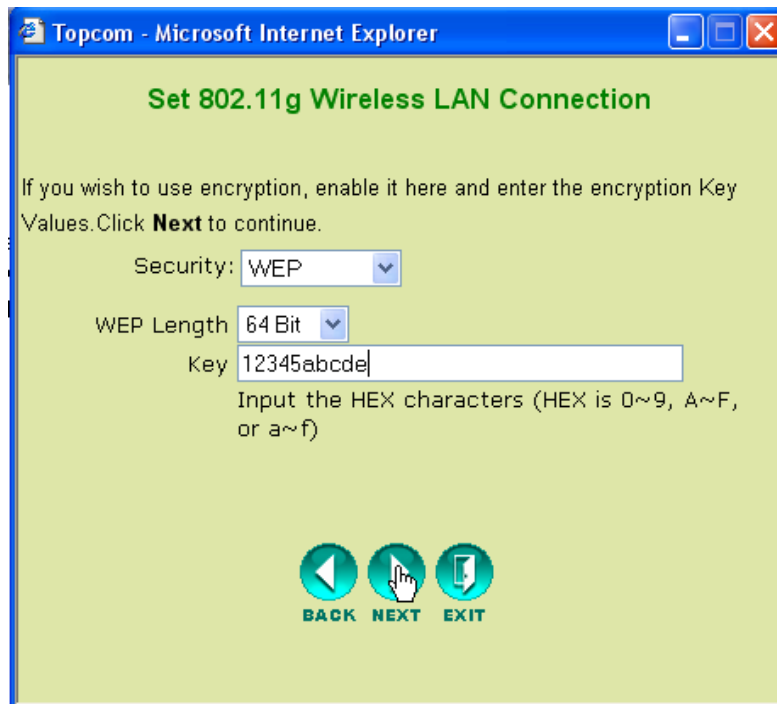 Topcom - Microsoft Internet Explorer
Set 802.11g Wireless LAN Connection
If you wish to use encryption, enable it here and enter the encryption Key
Values.Click Next to continue.
Security: WEP
WEP Length 64 Bit
Key 12345abcde
Input the HEX characters (HEX is 0~9, A~F,
or a~f)
BACK NEXT EXIT